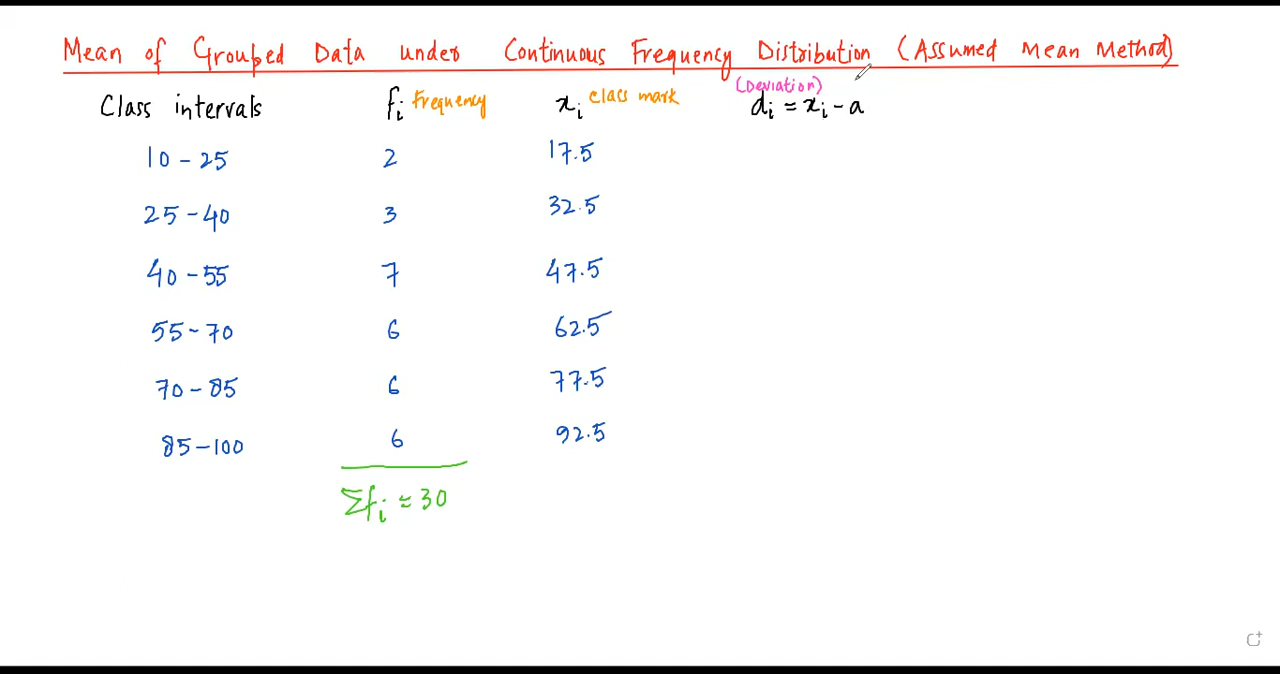 Mean of Grouped Data under Continuous Frequency Distribution (Assumed Mean Method)
(Deviation)
Class intervals fi Frequency xi class mark di = xi - a
10 - 25 2 17.5
25 - 40 3 32.5
40 - 55 7 47.5
55 - 70 6 62.5
70 - 85 6 77.5
85 - 100 6 92.5
Σfi = 30